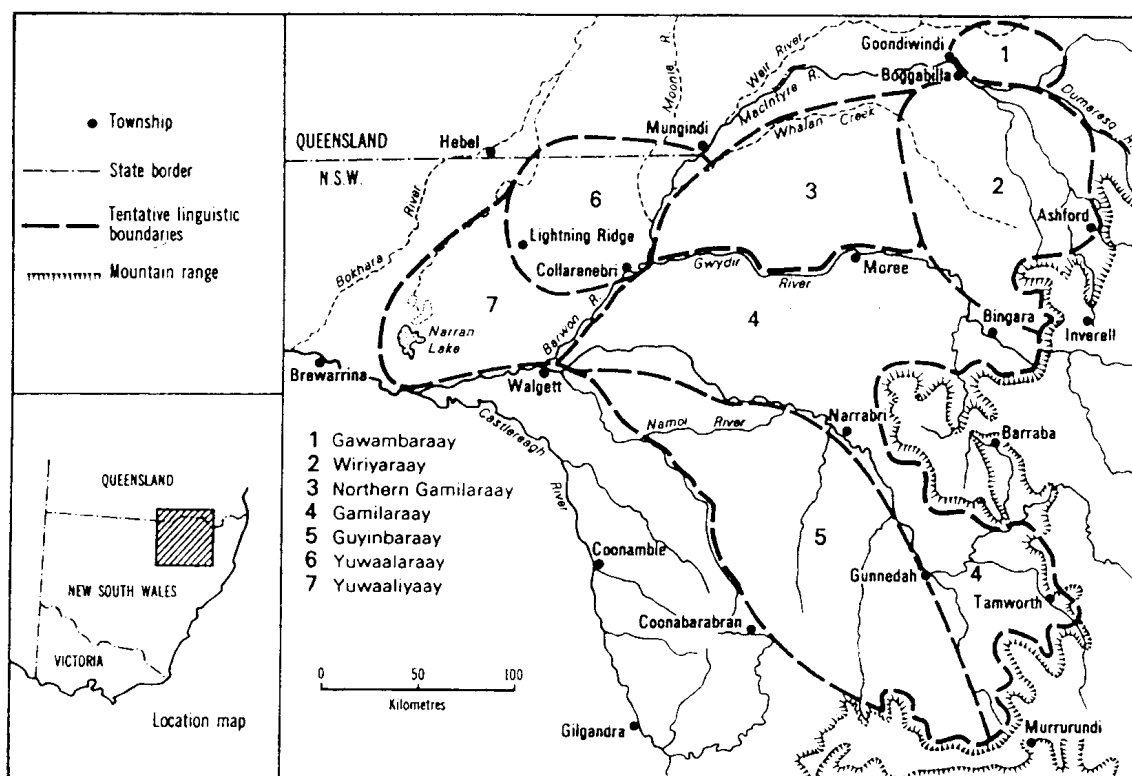 Township
State border
Tentative linguistic
boundaries
Mountain range
QUEENSLAND
NEW SOUTH WALES
VICTORIA
Location map
QUEENSLAND
N.S.W.
Goondiwindi
Boggabilla
1
Dumaresq
R.
Weir River
MacIntyre
R.
Moonie
R.
Whalan Creek
Mungindi
Hebel
Bokhara
River
6
3
2
Ashford
Lightning Ridge
Collarenebri
Gwydir
River
Moree
7
4
Narran
Lake
Barwon R.
Bingara
Inverell
Brewarrina
Walgett
Castlereagh
River
Namoi River
Narrabri
Barraba
1 Gawambaraay
2 Wiriyaraay
3 Northern Gamilaraay
4 Gamilaraay
5 Guyinbaraay
6 Yuwaalaraay
7 Yuwaaliyaay
5
Coonamble
Gunnedah
4
Tamworth
Coonabarabran
0 50 100
Kilometres
Gilgandra
Murrurundi